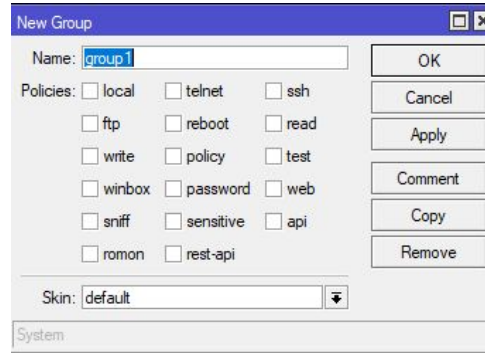 New Group
Name: group1 OK
Policies: local telnet ssh Cancel
ftp reboot read Apply
write policy test
winbox password web Comment
sniff sensitive api Copy
romon rest-api Remove
Skin: default
System